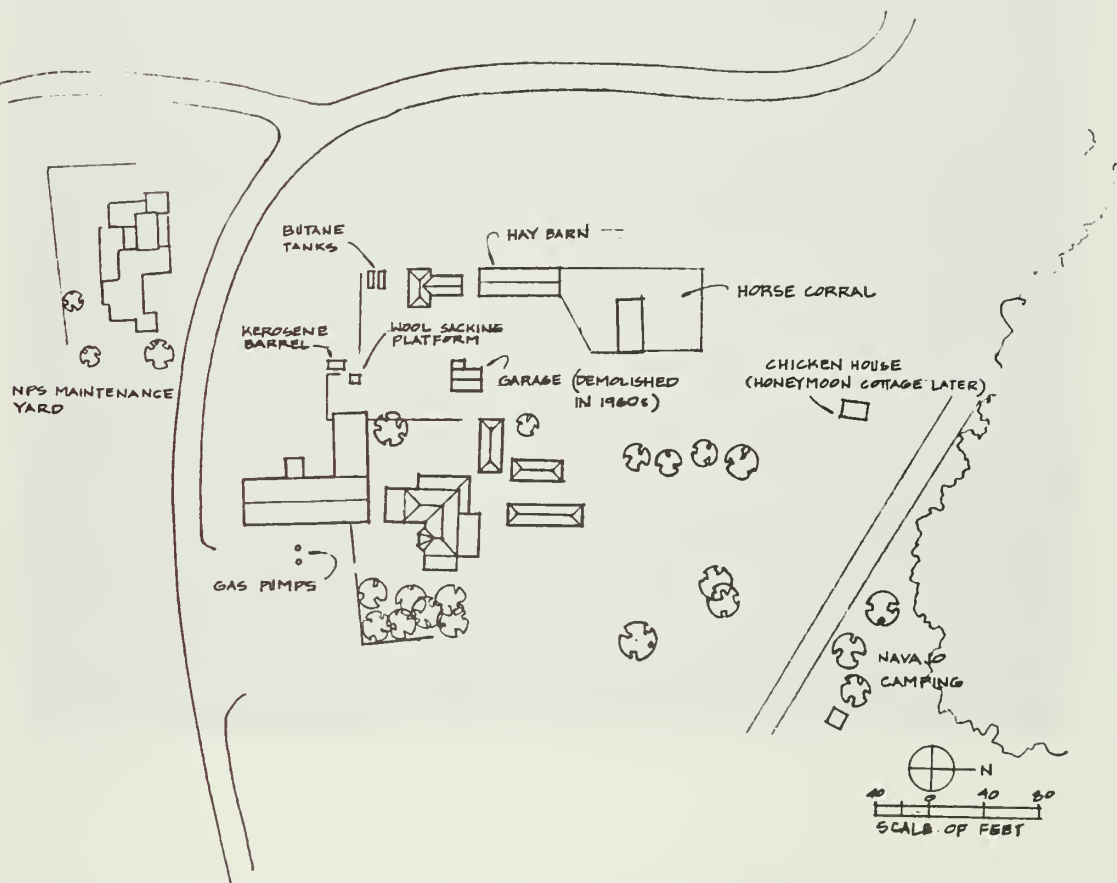 BUTANE
TANKS
HAY BARN
HORSE CORRAL
KEROSENE
BARREL
WOOL SACKING
PLATFORM
GARAGE (DEMOLISHED
IN 1960s)
CHICKEN HOUSE
(HONEYMOON COTTAGE LATER)
NPS MAINTENANCE
YARD
GAS PUMPS
NAVAJO
CAMPING
N
40 0 40 80
SCALE OF FEET